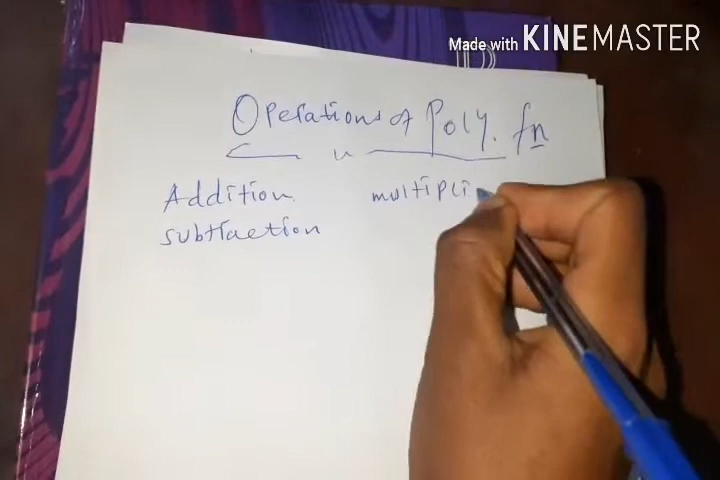 Made with KINEMASTER
Operations of Poly. fn
Addition multipli
subtraction